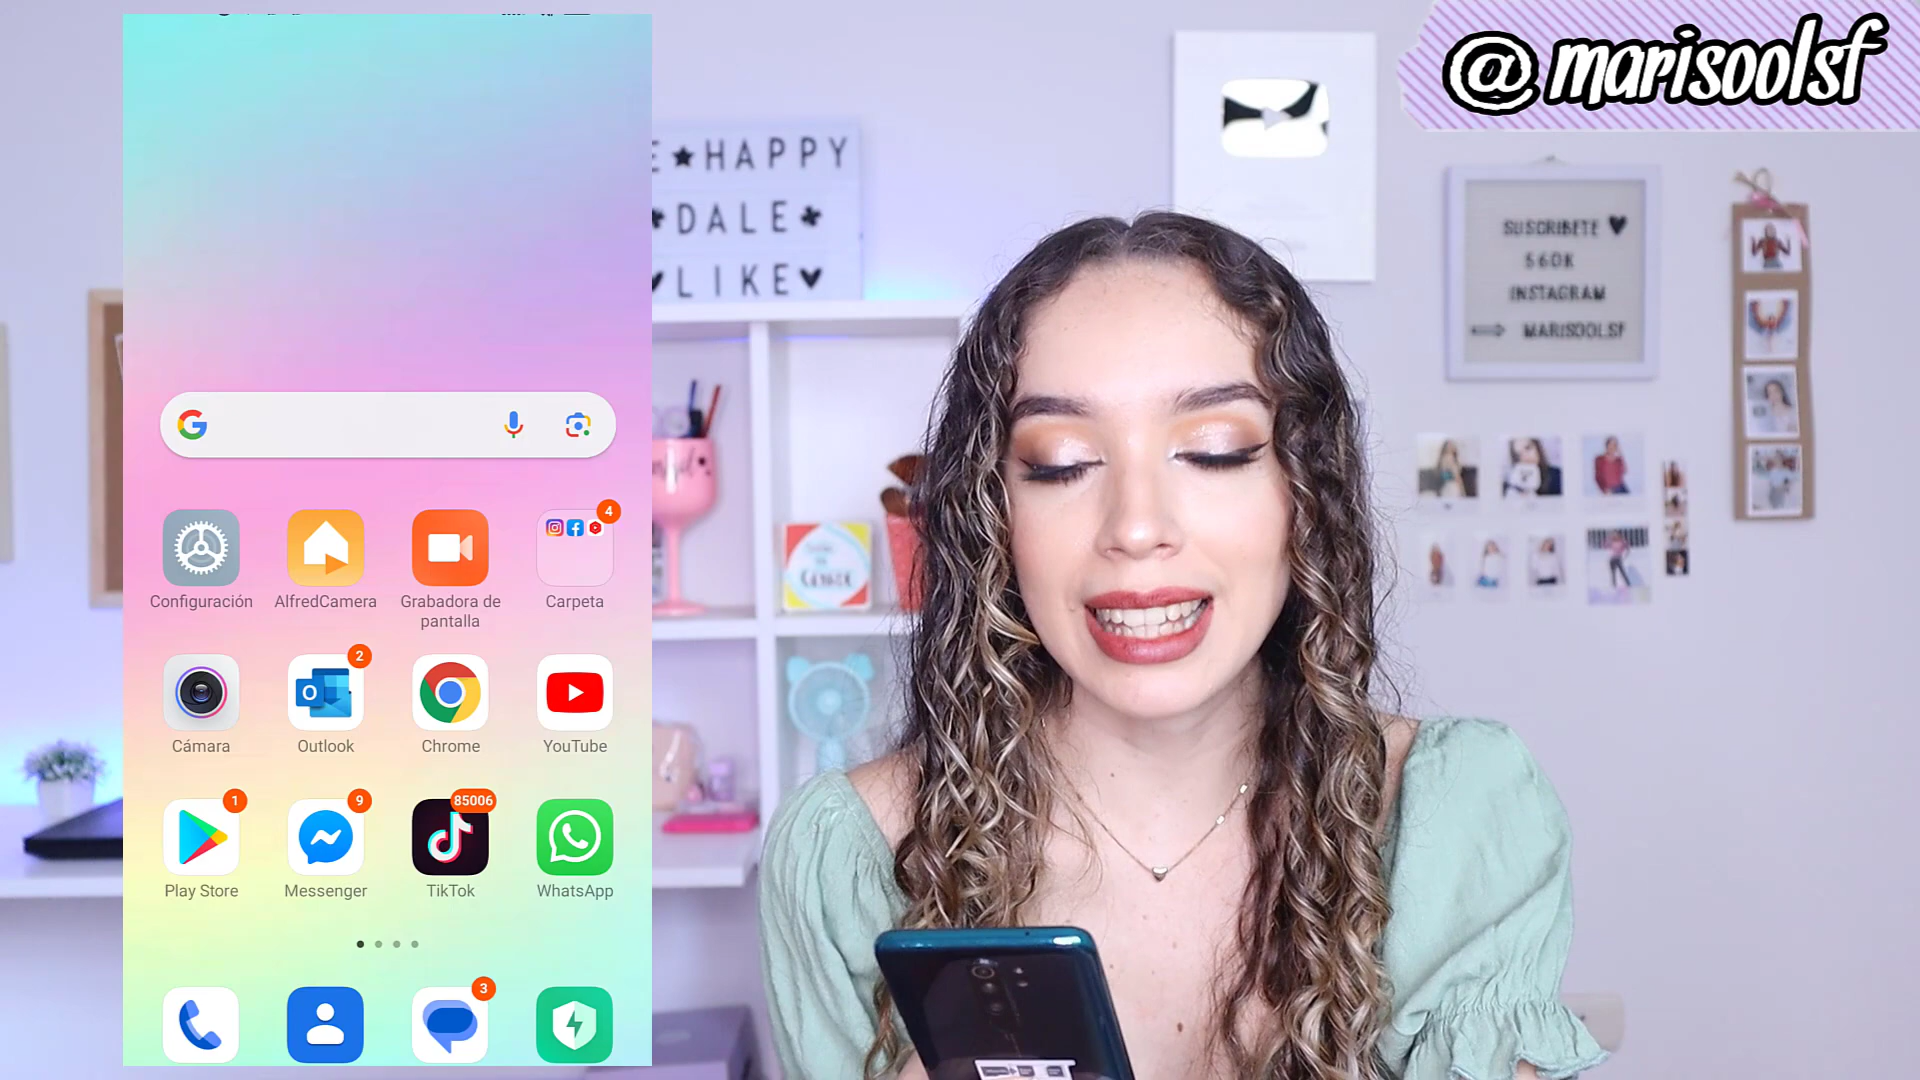 @marisoolsf
E★HAPPY
DALE
LIKE♥
SUSCRIBETE ♥
560K
INSTAGRAM
MARISOOLSF
4
Configuración
AlfredCamera
Grabadora de
pantalla
Carpeta
2
Cámara
Outlook
Chrome
YouTube
1
9
85006
Play Store
Messenger
TikTok
WhatsApp
3